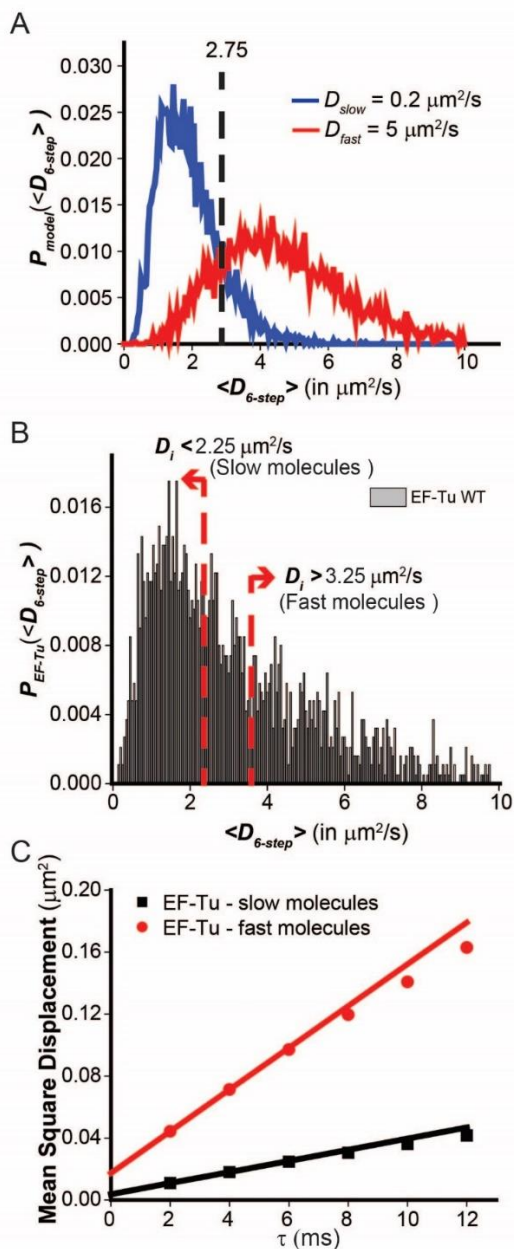 A
2.75
0.030
0.025
0.020
0.015
0.010
0.005
0.000
P_model(<D_6-step>)
D_slow = 0.2 μm²/s
D_fast = 5 μm²/s
0 2 4 6 8 10
<D_6-step> (in μm²/s)
B
D_i < 2.25 μm²/s
(Slow molecules )
EF-Tu WT
D_i > 3.25 μm²/s
(Fast molecules )
0.016
0.012
0.008
0.004
0.000
P_EF-Tu(<D_6-step>)
0 2 4 6 8 10
<D_6-step> (in μm²/s)
C
0.20
0.16
0.12
0.08
0.04
0.00
Mean Square Displacement (μm²)
EF-Tu - slow molecules
EF-Tu - fast molecules
0 2 4 6 8 10 12
τ (ms)